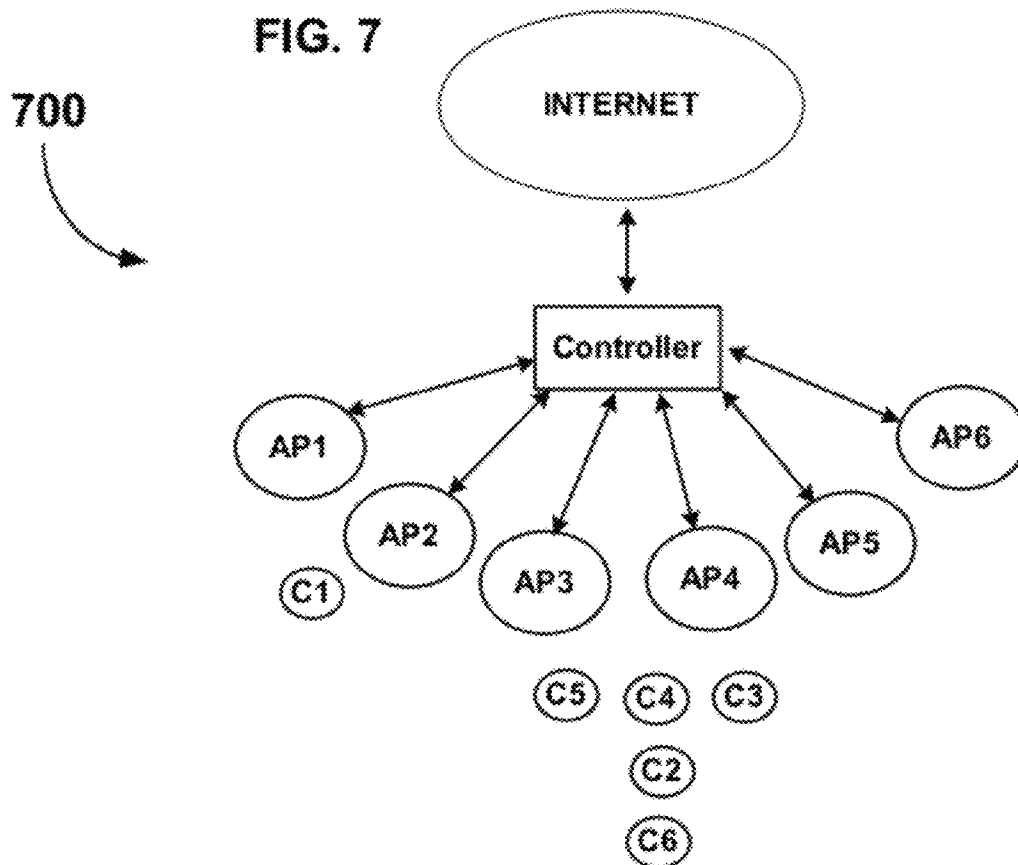 FIG. 7
700
INTERNET
Controller
AP1
AP2
AP3
AP4
AP5
AP6
C1
C5
C4
C3
C2
C6